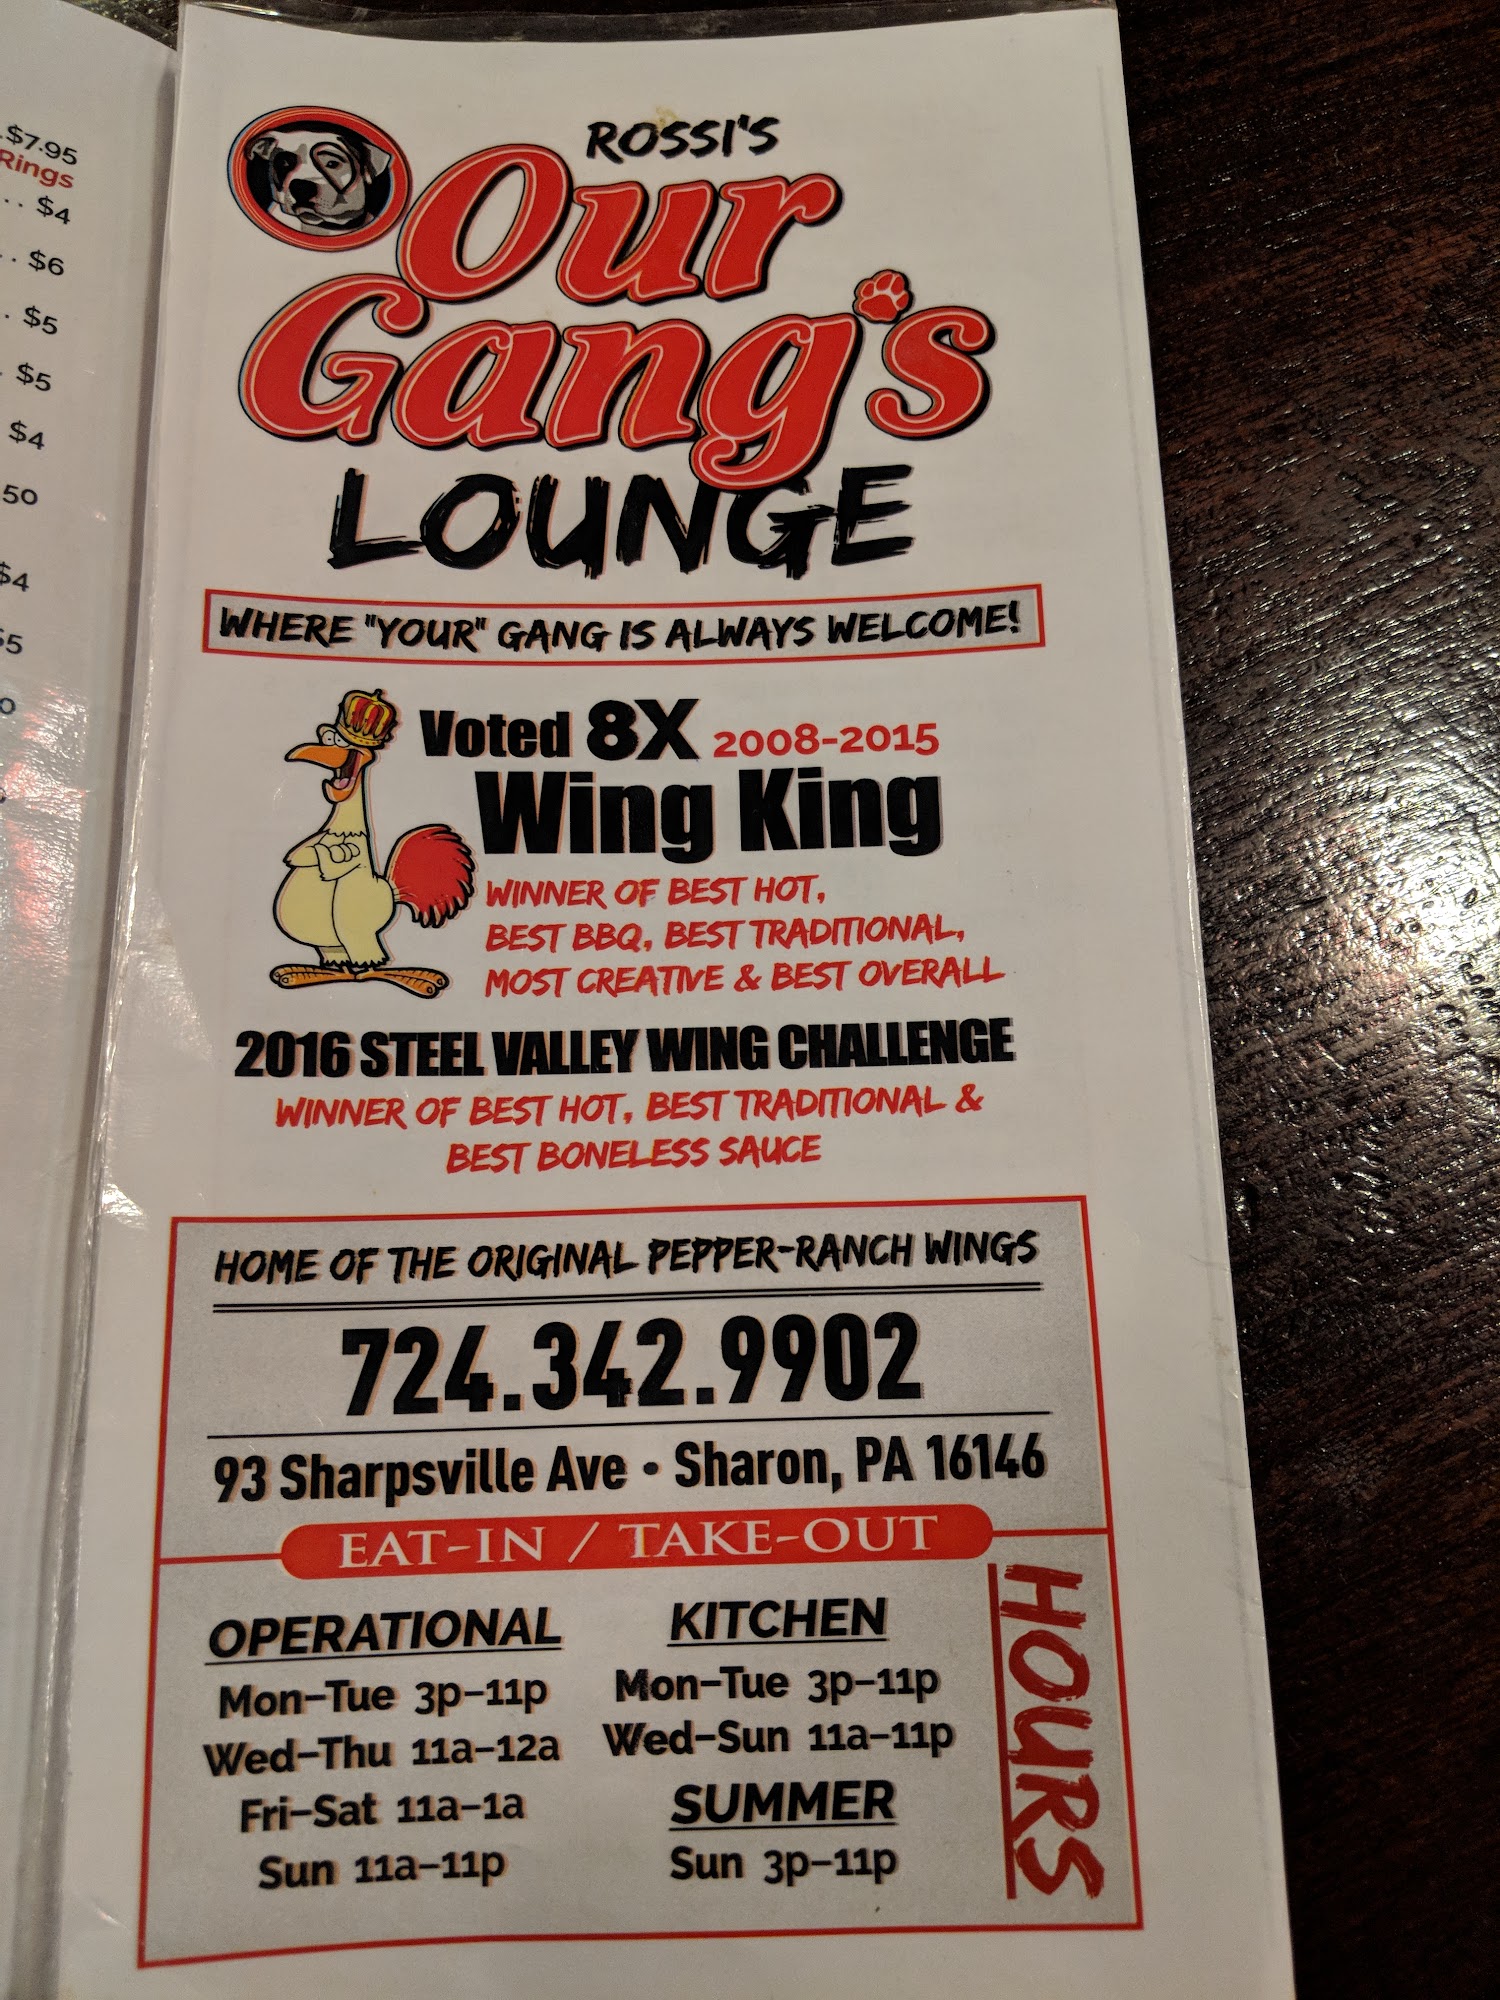 $7.95
Rings
$4
$6
$5
$5
$4
50
$4
$5
ROSSI'S
Our
Gang's
LOUNGE
WHERE "YOUR" GANG IS ALWAYS WELCOME!
Voted 8X 2008-2015
Wing King
WINNER OF BEST HOT,
BEST BBQ, BEST TRADITIONAL,
MOST CREATIVE & BEST OVERALL
2016 STEEL VALLEY WING CHALLENGE
WINNER OF BEST HOT, BEST TRADITIONAL &
BEST BONELESS SAUCE
HOME OF THE ORIGINAL PEPPER-RANCH WINGS
724.342.9902
93 Sharpsville Ave • Sharon, PA 16146
EAT-IN / TAKE-OUT
HOURS
OPERATIONAL
Mon-Tue 3p-11p
Wed-Thu 11a-12a
Fri-Sat 11a-1a
Sun 11a-11p
KITCHEN
Mon-Tue 3p-11p
Wed-Sun 11a-11p
SUMMER
Sun 3p-11p